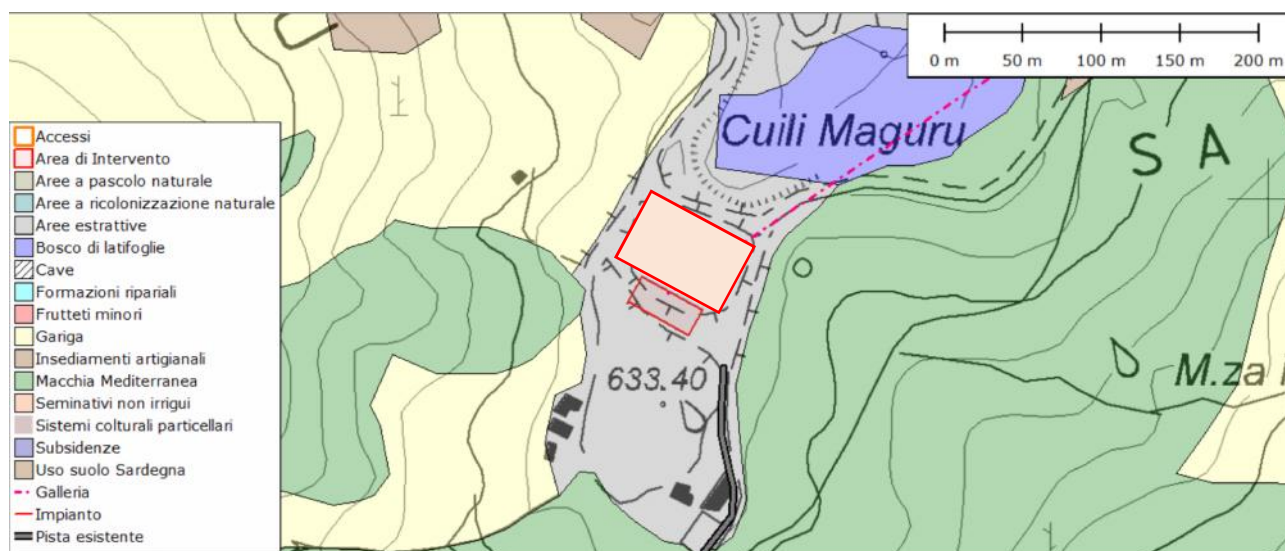 0 m 50 m 100 m 150 m 200 m
Cuili Maguru
S A
Accessi
Area di Intervento
Aree a pascolo naturale
Aree a ricolonizzazione naturale
Aree estrattive
Bosco di latifoglie
Cave
Formazioni ripariali
Frutteti minori
Gariga
Insediamenti artigianali
Macchia Mediterranea
Seminativi non irrigui
Sistemi colturali particellari
Subsidenze
Uso suolo Sardegna
Galleria
Impianto
Pista esistente
633.40
M.za